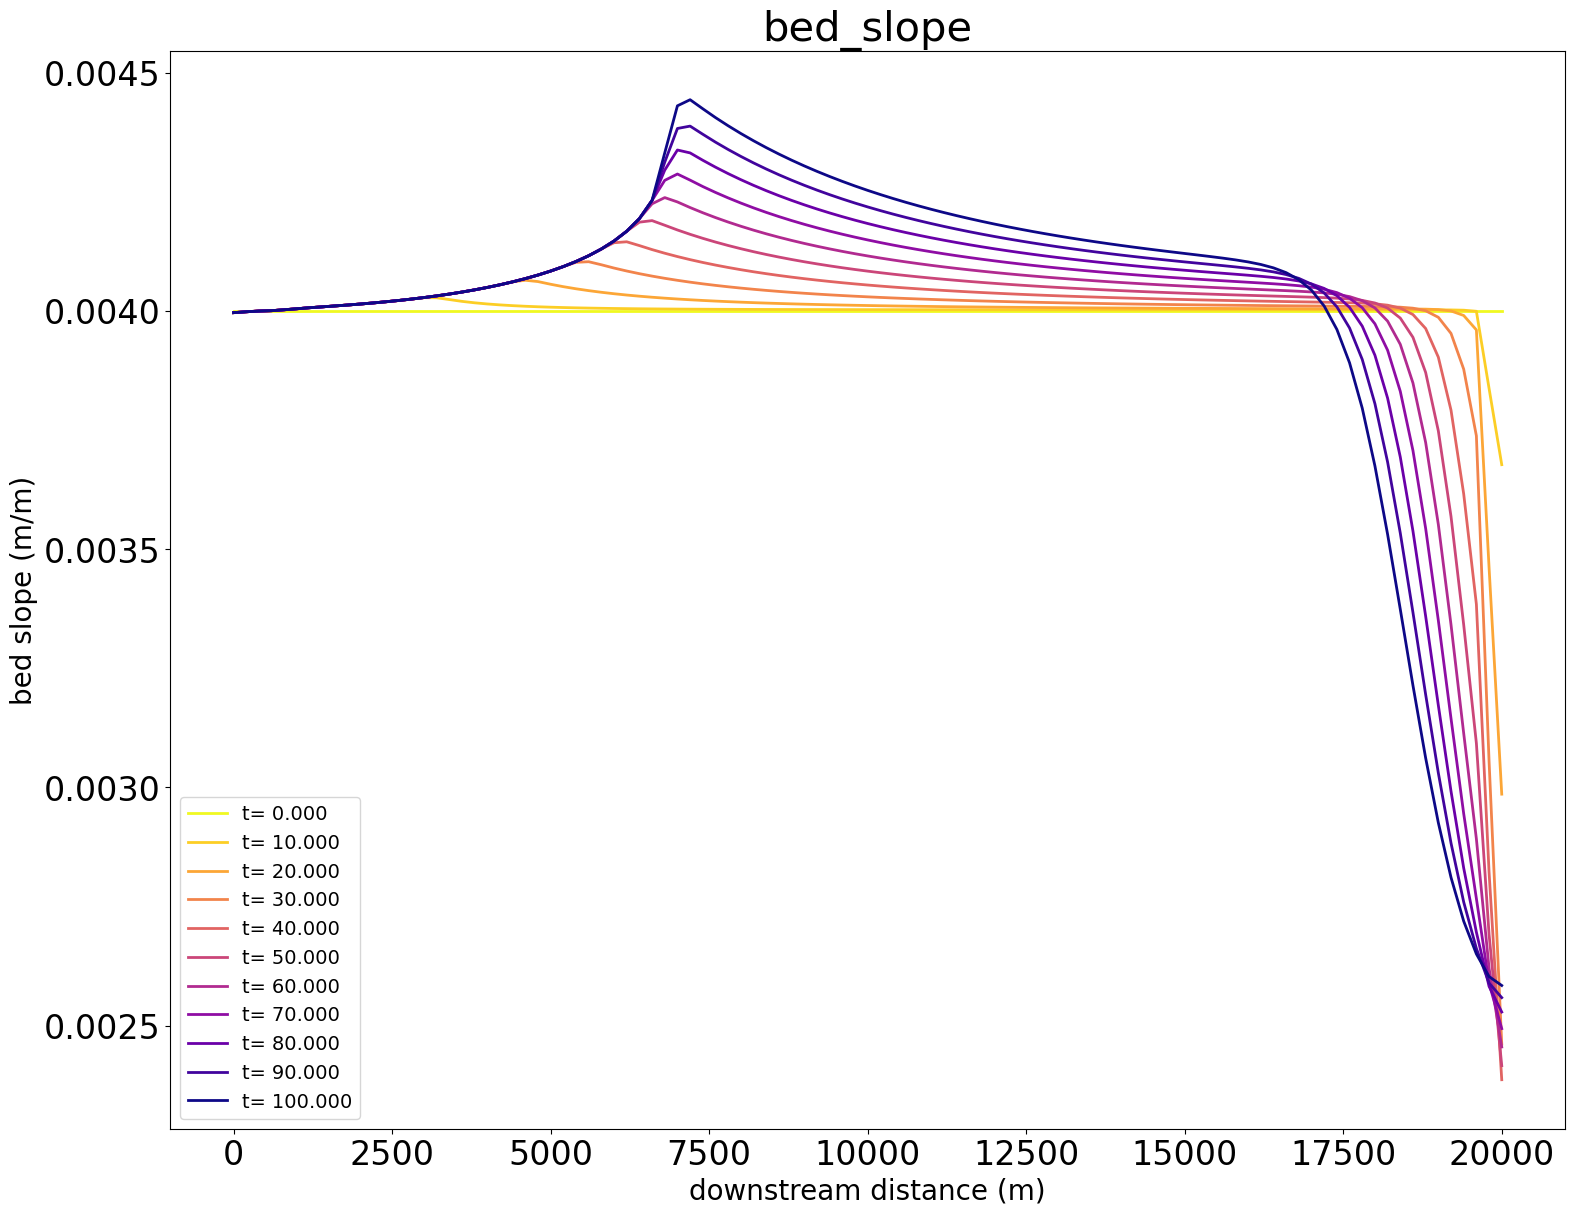 bed_slope
bed slope (m/m)
0.0045
0.0040
0.0035
0.0030
0.0025
t= 0.000
t= 10.000
t= 20.000
t= 30.000
t= 40.000
t= 50.000
t= 60.000
t= 70.000
t= 80.000
t= 90.000
t= 100.000
0 2500 5000 7500 10000 12500 15000 17500 20000
downstream distance (m)